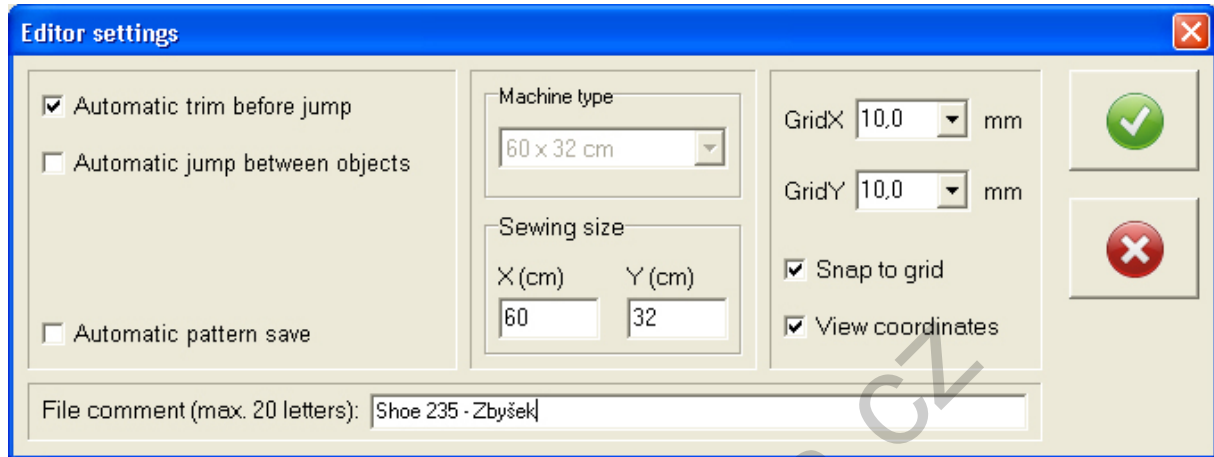 Editor settings
Automatic trim before jump
Automatic jump between objects
Automatic pattern save
Machine type
60 x 32 cm
Sewing size
X (cm) Y (cm)
60 32
GridX 10,0 mm
GridY 10,0 mm
Snap to grid
View coordinates
File comment (max. 20 letters): Shoe 235 - Zbyšek
cz